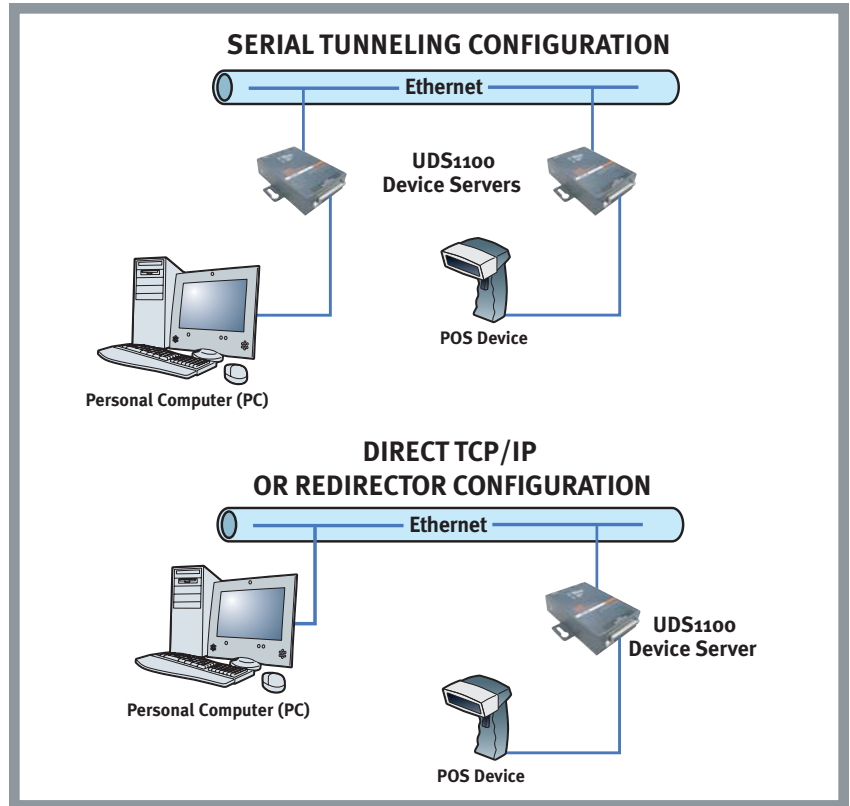 SERIAL TUNNELING CONFIGURATION
Ethernet
UDS1100
Device Servers
POS Device
Personal Computer (PC)
DIRECT TCP/IP
OR REDIRECTOR CONFIGURATION
Ethernet
UDS1100
Device Server
Personal Computer (PC)
POS Device